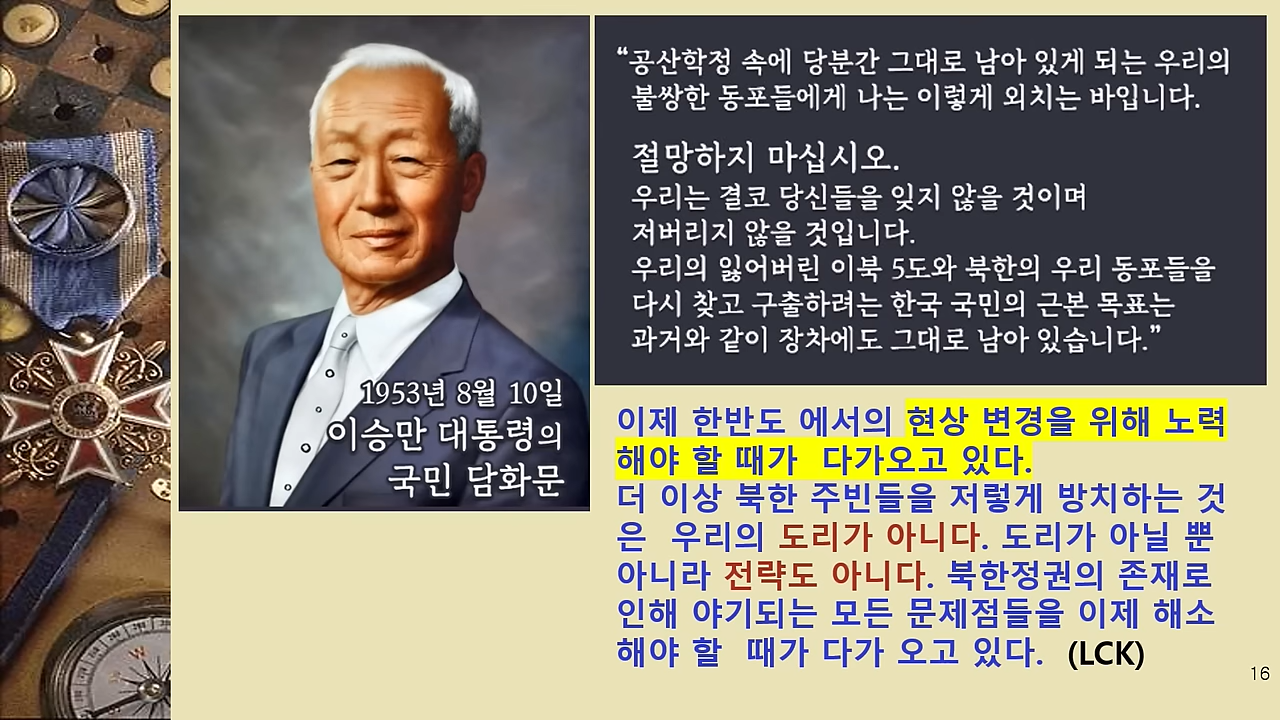 1953년 8월 10일
이승만 대통령의
국민 담화문
“공산학정 속에 당분간 그대로 남아 있게 되는 우리의
불쌍한 동포들에게 나는 이렇게 외치는 바입니다.
절망하지 마십시오.
우리는 결코 당신들을 잊지 않을 것이며
저버리지 않을 것입니다.
우리의 잃어버린 이북 5도와 북한의 우리 동포들을
다시 찾고 구출하려는 한국 국민의 근본 목표는
과거와 같이 장차에도 그대로 남아 있습니다.”
이제 한반도 에서의 현상 변경을 위해 노력
해야 할 때가 다가오고 있다.
더 이상 북한 주빈들을 저렇게 방치하는 것
은 우리의 도리가 아니다. 도리가 아닐 뿐
아니라 전략도 아니다. 북한정권의 존재로
인해 야기되는 모든 문제점들을 이제 해소
해야 할 때가 다가 오고 있다. (LCK)
16